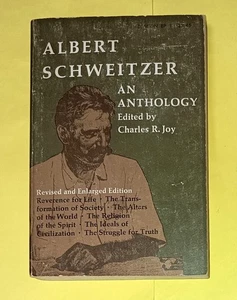 ALBERT
SCHWEITZER
AN
ANTHOLOGY
Edited by
Charles R. Joy
Revised and Enlarged Edition
Reverence for Life · The Trans-
formation of Society · The Altars
of the World · The Religion
of the Spirit · The Ideals of
Civilization · The Struggle for Truth